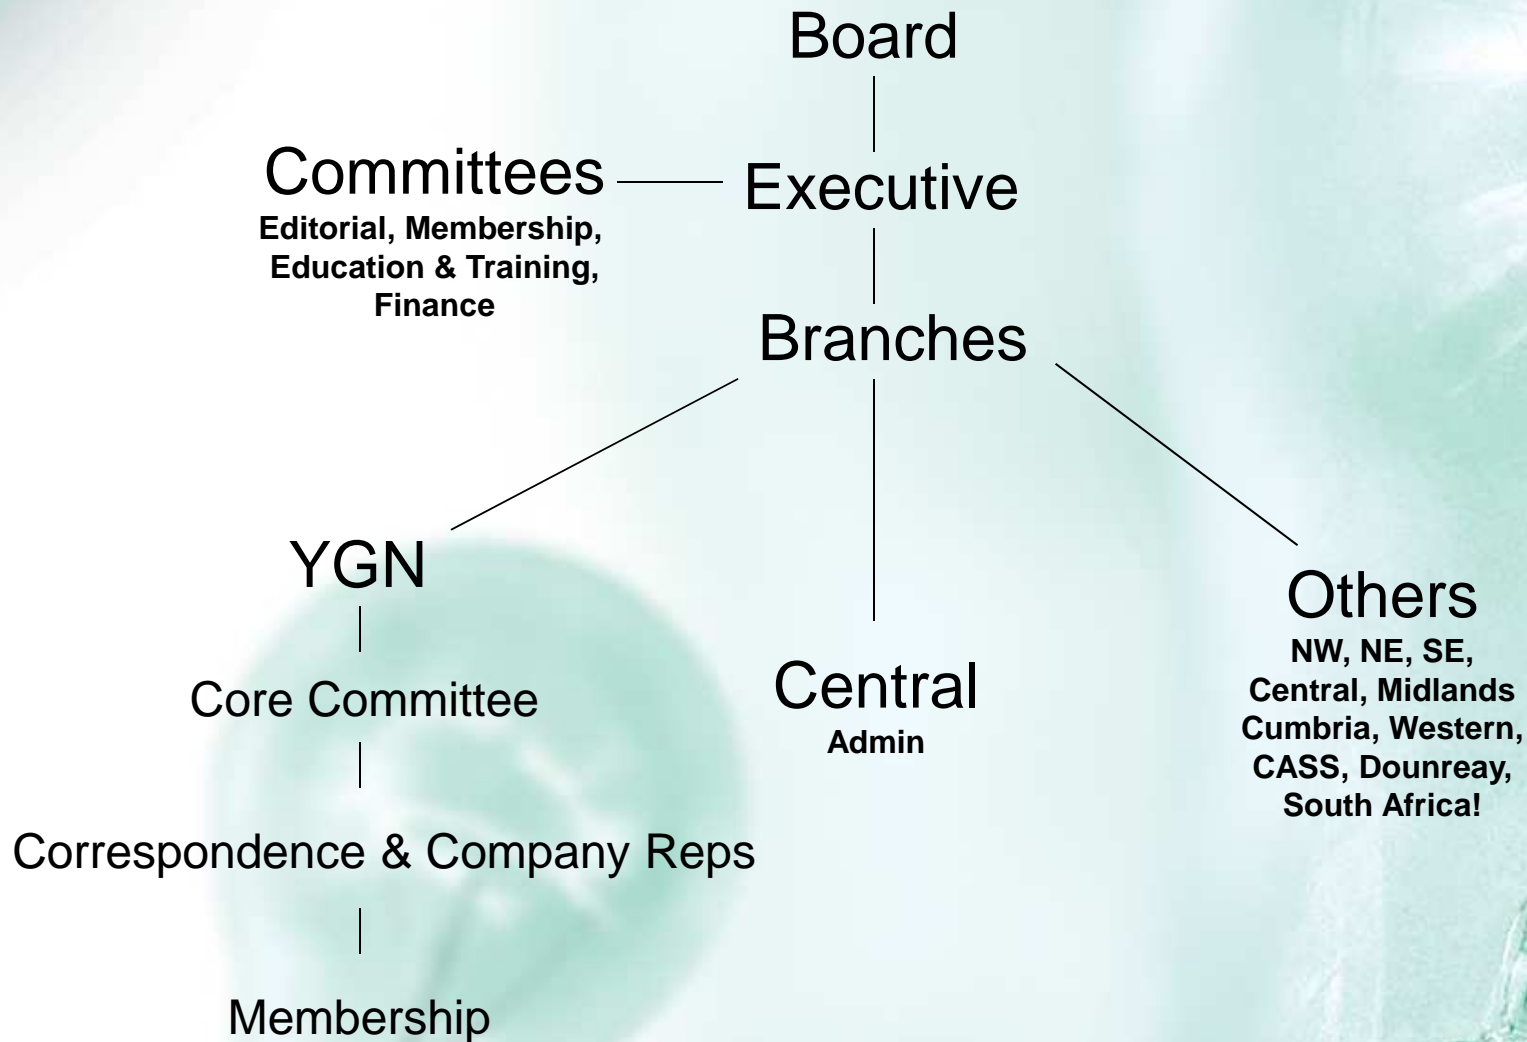 Board
Committees
Executive
Editorial, Membership,
Education & Training,
Finance
Branches
YGN
Core Committee
Correspondence & Company Reps
Membership
Central
Admin
Others
NW, NE, SE,
Central, Midlands
Cumbria, Western,
CASS, Dounreay,
South Africa!